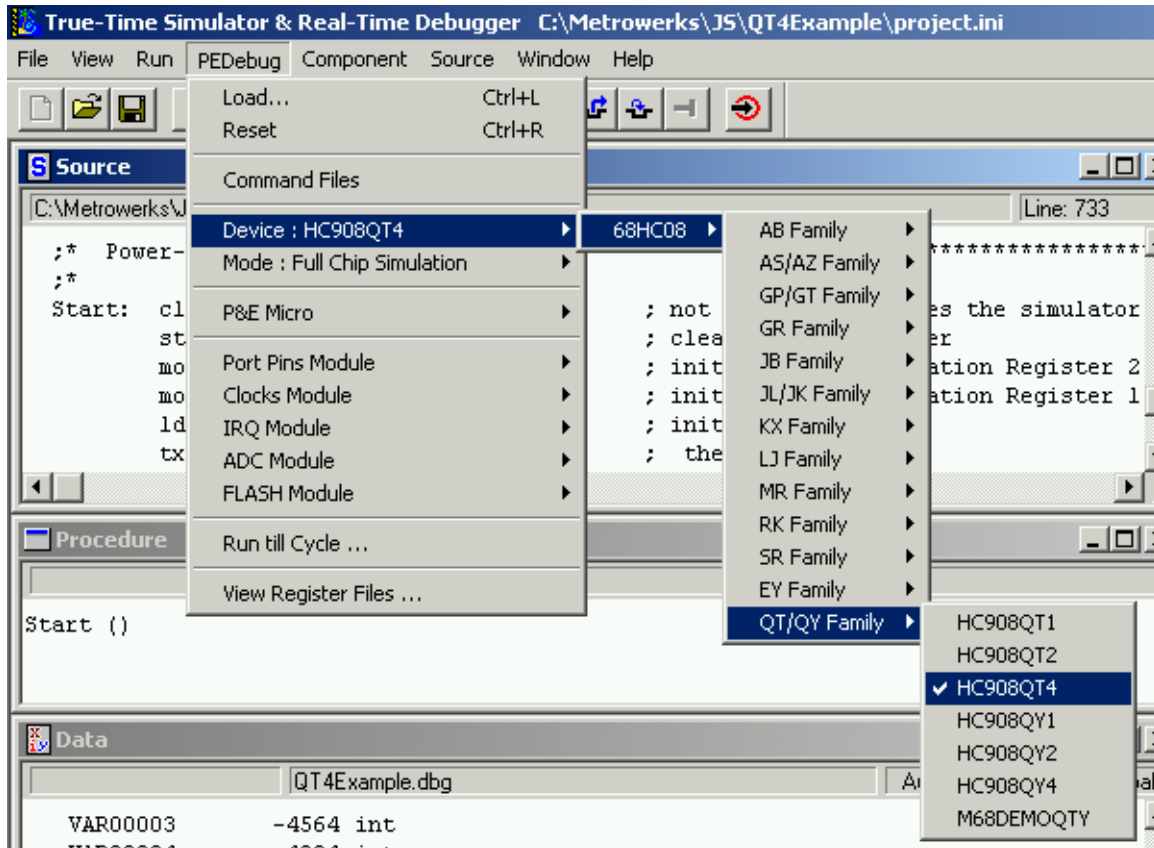 True-Time Simulator & Real-Time Debugger C:\Metrowerks\JS\QT4Example\project.ini
File View Run PEDebug Component Source Window Help
Load... Ctrl+L
Reset Ctrl+R
Command Files
Device : HC908QT4
Mode : Full Chip Simulation
P&E Micro
Port Pins Module
Clocks Module
IRQ Module
ADC Module
FLASH Module
Run till Cycle ...
View Register Files ...
68HC08
AB Family
AS/AZ Family
GP/GT Family
GR Family
JB Family
JL/JK Family
KX Family
LJ Family
MR Family
RK Family
SR Family
EY Family
QT/QY Family
HC908QT1
HC908QT2
HC908QT4
HC908QY1
HC908QY2
HC908QY4
M68DEMOQTY
Source
C:\Metrowerks\J Line: 733
;* Power- *****************
;*
Start: cl ; not es the simulator
st ; clea er
mo ; init ation Register 2
mo ; init ation Register 1
ld ; init
tx ; the
Procedure
Start ()
Data
QT4Example.dbg
VAR00003 -4564 int